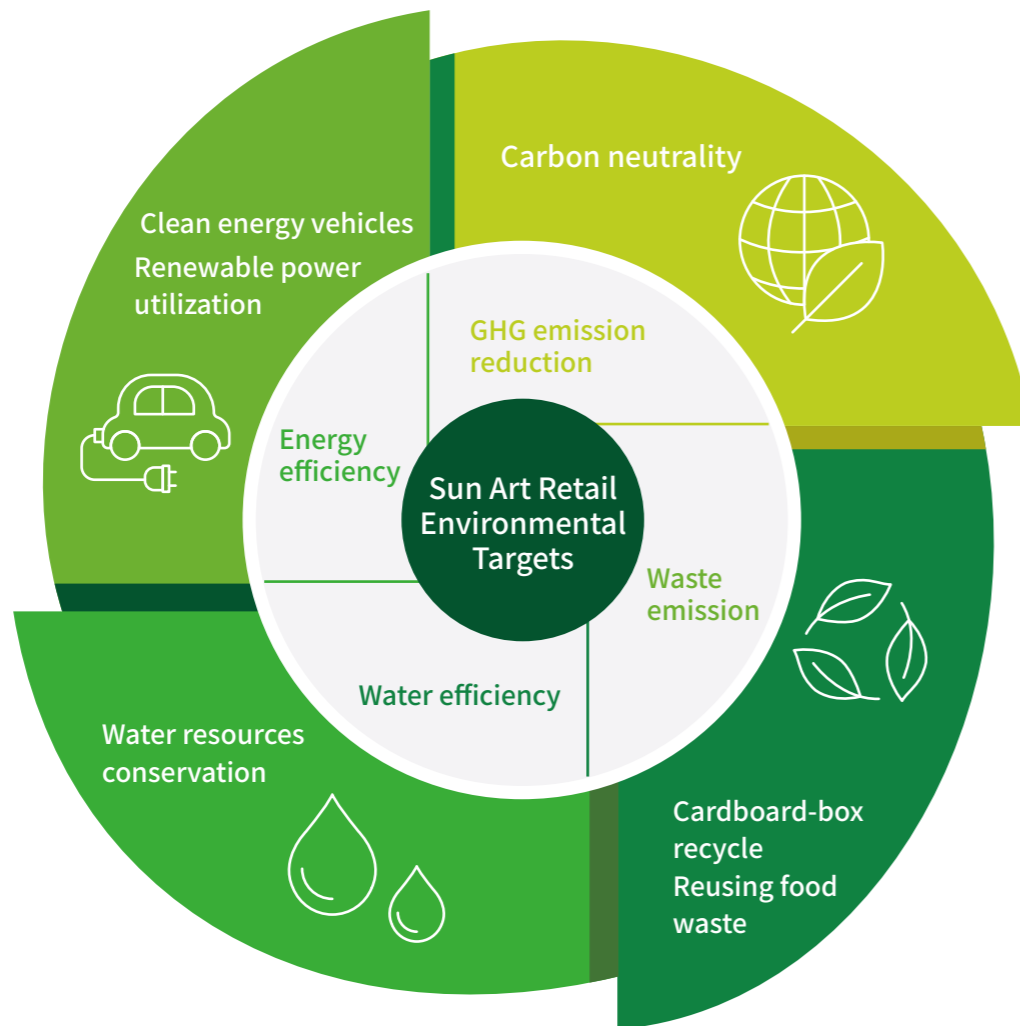 Carbon neutrality
Clean energy vehicles
Renewable power
utilization
GHG emission
reduction
Energy
efficiency
Sun Art Retail
Environmental
Targets
Waste
emission
Water efficiency
Water resources
conservation
Cardboard-box
recycle
Reusing food
waste